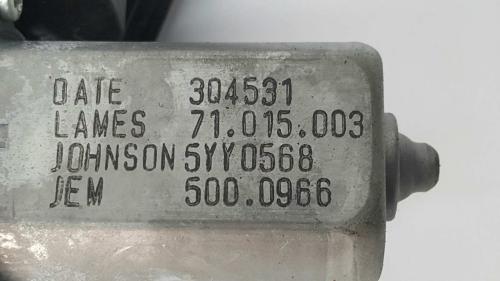 DATE 304531
LAMES 71.015.003
JOHNSON 5YY0568
JEM 500.0966